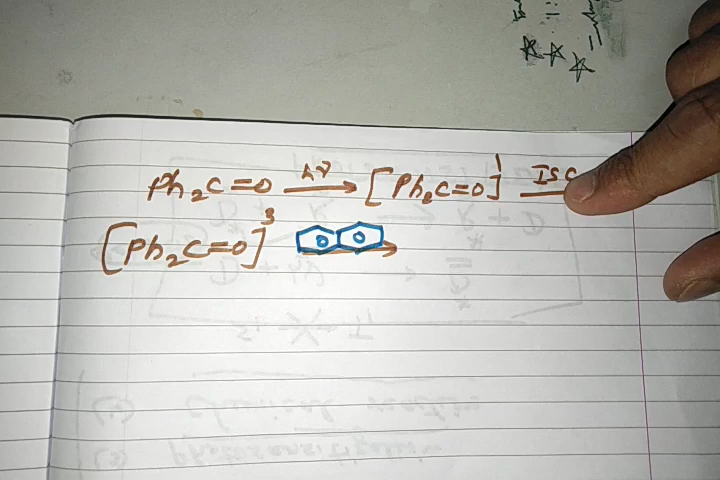 Ph₂C=O —hν→ [Ph₂C=O]¹ —ISC
[Ph₂C=O]³ →